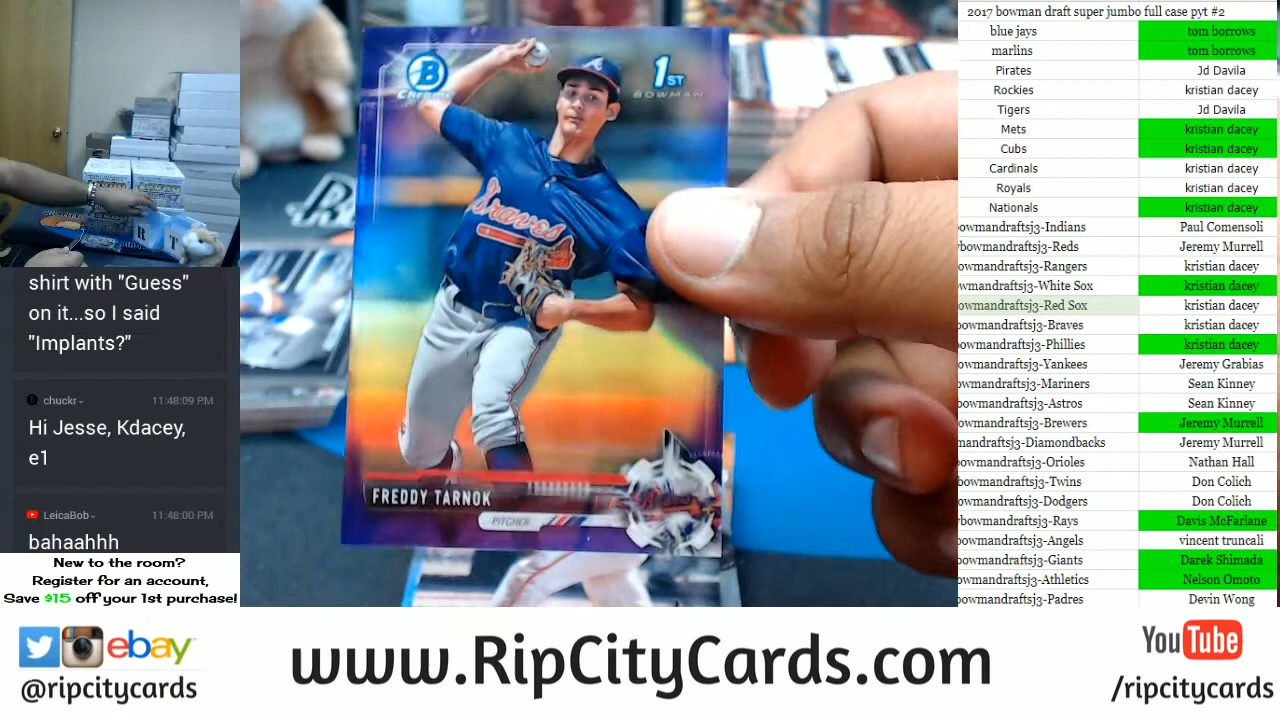 shirt with "Guess"
on it...so I said
"Implants?"
chuckr- 11:48:09 PM
Hi Jesse, Kdacey,
e1
LeicaBob- 11:48:00 PM
bahaahhh
New to the room?
Register for an account,
Save $15 off your 1st purchase!
B
CHROME
1ST
BOWMAN
Braves
FREDDY TARNOK
PITCHER
R T
2017 bowman draft super jumbo full case pyt #2
blue jays tom borrows
marlins tom borrows
Pirates Jd Davila
Rockies kristian dacey
Tigers Jd Davila
Mets kristian dacey
Cubs kristian dacey
Cardinals kristian dacey
Royals kristian dacey
Nationals kristian dacey
bowmandraftsj3-Indians Paul Comensoli
bowmandraftsj3-Reds Jeremy Murrell
bowmandraftsj3-Rangers kristian dacey
owmandraftsj3-White Sox kristian dacey
owmandraftsj3-Red Sox kristian dacey
bowmandraftsj3-Braves kristian dacey
owmandraftsj3-Phillies kristian dacey
owmandraftsj3-Yankees Jeremy Grabias
owmandraftsj3-Mariners Sean Kinney
owmandraftsj3-Astros Sean Kinney
owmandraftsj3-Brewers Jeremy Murrell
mandraftsj3-Diamondbacks Jeremy Murrell
owmandraftsj3-Orioles Nathan Hall
owmandraftsj3-Twins Don Colich
owmandraftsj3-Dodgers Don Colich
bowmandraftsj3-Rays Davis McFarlane
owmandraftsj3-Angels vincent truncali
owmandraftsj3-Giants Darek Shimada
owmandraftsj3-Athletics Nelson Omoto
owmandraftsj3-Padres Devin Wong
ebay
@ripcitycards
www.RipCityCards.com
YouTube
/ripcitycards